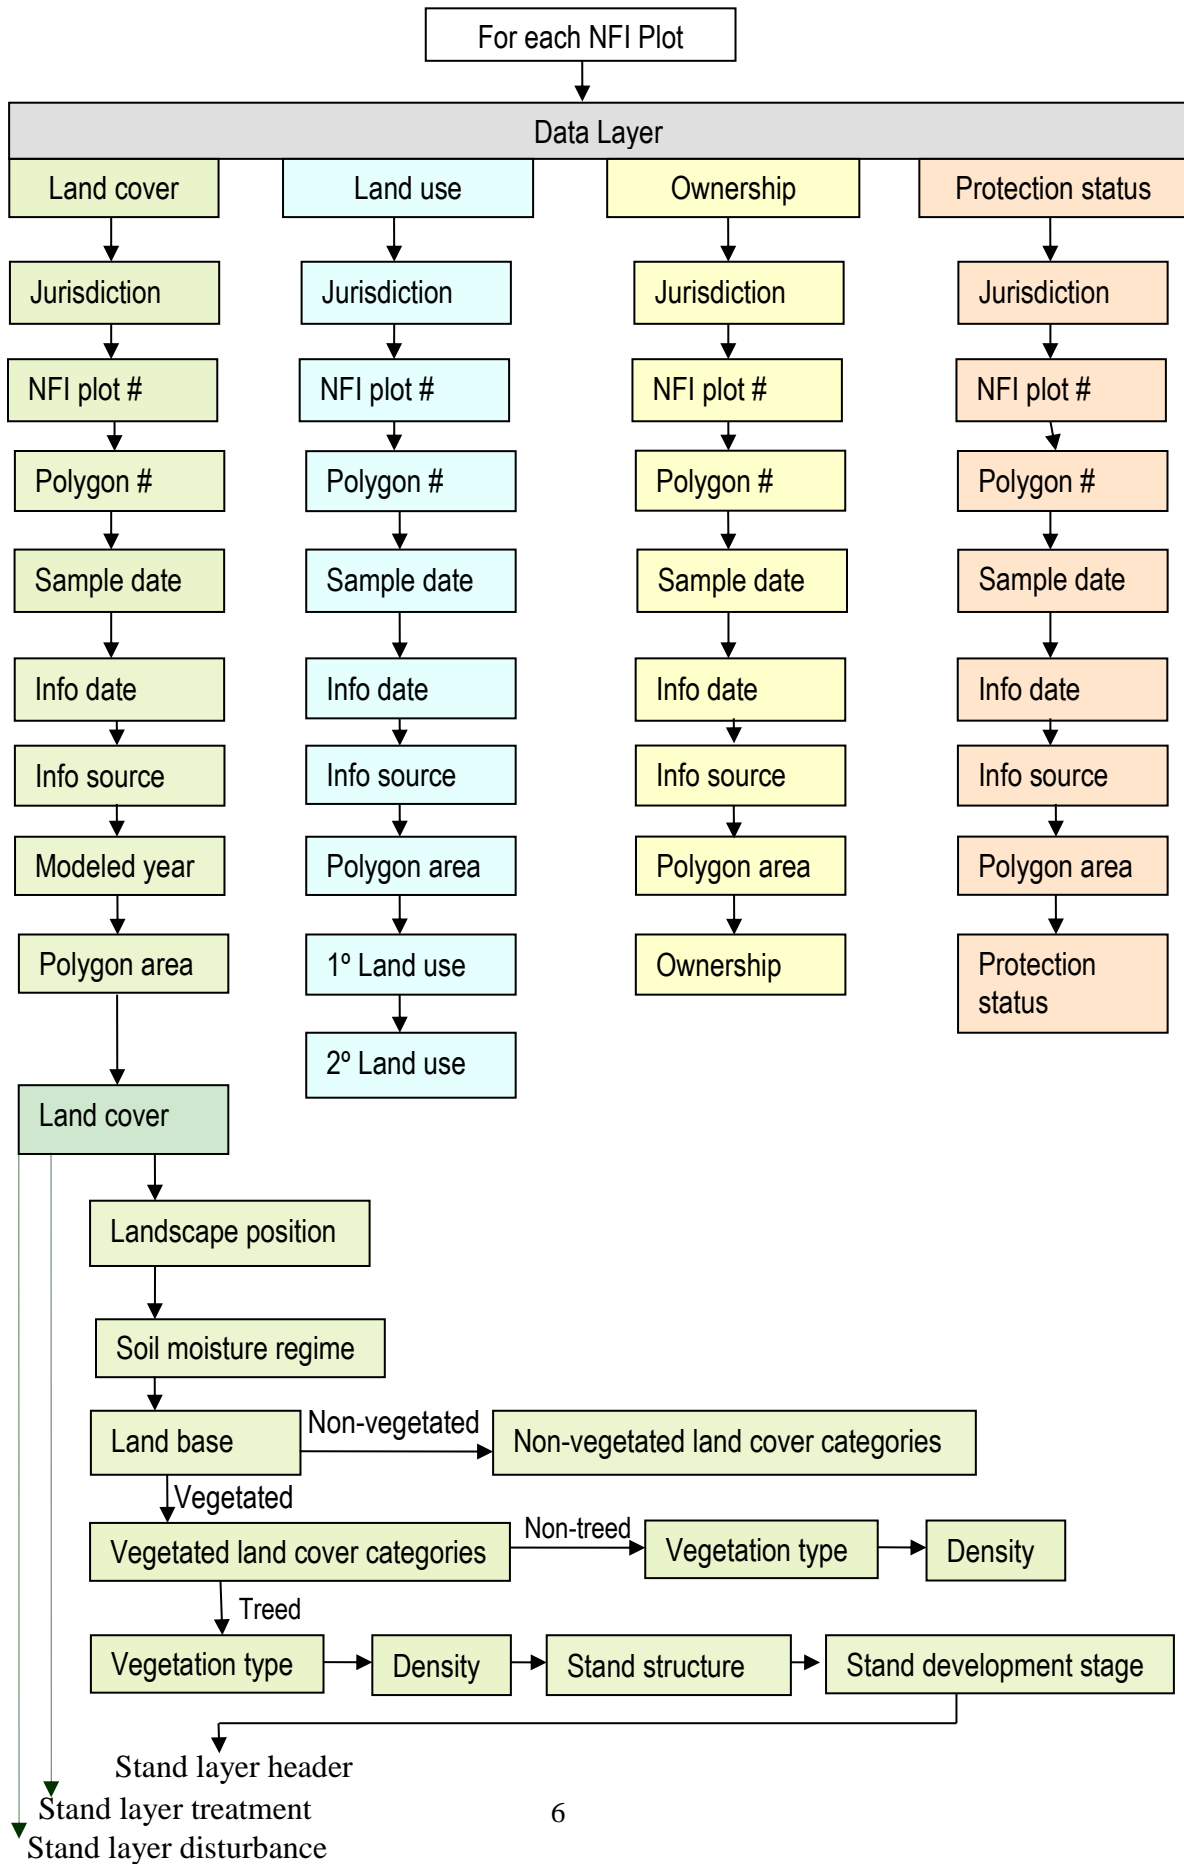 For each NFI Plot
Data Layer
Land cover
Land use
Ownership
Protection status
Jurisdiction
Jurisdiction
Jurisdiction
Jurisdiction
NFI plot #
NFI plot #
NFI plot #
NFI plot #
Polygon #
Polygon #
Polygon #
Polygon #
Sample date
Sample date
Sample date
Sample date
Info date
Info date
Info date
Info date
Info source
Info source
Info source
Info source
Modeled year
Polygon area
Polygon area
Polygon area
Polygon area
1º Land use
Ownership
Protection
status
2º Land use
Land cover
Landscape position
Soil moisture regime
Land base
Non-vegetated
Non-vegetated land cover categories
Vegetated
Vegetated land cover categories
Non-treed
Vegetation type
Density
Treed
Vegetation type
Density
Stand structure
Stand development stage
Stand layer header
Stand layer treatment
6
Stand layer disturbance